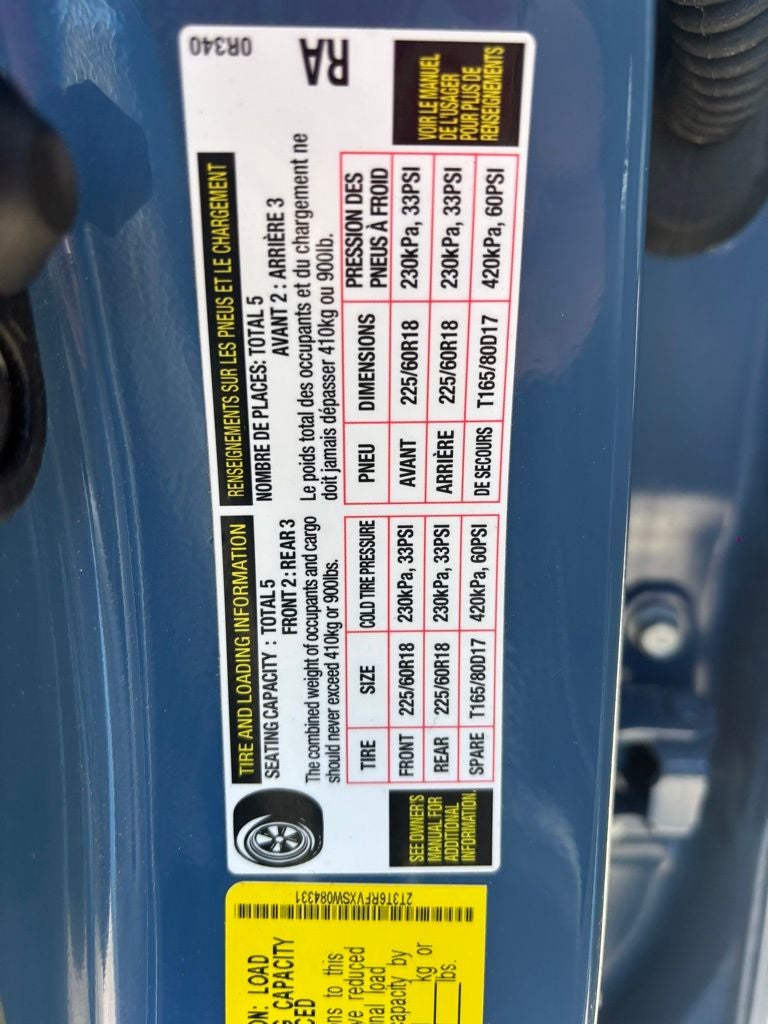 TIRE AND LOADING INFORMATION
SEATING CAPACITY : TOTAL 5
FRONT 2 : REAR 3
The combined weight of occupants and cargo
should never exceed 410kg or 900lbs.
TIRE SIZE COLD TIRE PRESSURE
FRONT 225/60R18 230kPa, 33PSI
REAR 225/60R18 230kPa, 33PSI
SPARE T165/80D17 420kPa, 60PSI
SEE OWNER'S
MANUAL FOR
ADDITIONAL
INFORMATION.
RENSEIGNEMENTS SUR LES PNEUS ET LE CHARGEMENT
NOMBRE DE PLACES: TOTAL 5
AVANT 2 : ARRIÈRE 3
Le poids total des occupants et du chargement ne
doit jamais dépasser 410kg ou 900lb.
PNEU DIMENSIONS PRESSION DES
PNEUS À FROID
AVANT 225/60R18 230kPa, 33PSI
ARRIÈRE 225/60R18 230kPa, 33PSI
DE SECOURS T165/80D17 420kPa, 60PSI
VOIR LE MANUEL
DE L'USAGER
POUR PLUS DE
RENSEIGNEMENTS
0R340
RA
2T3T6RFVXSW084331
ON: LOAD
CAPACITY
CED
ons to this
ve reduced
nal load
capacity by
kg or
lbs.